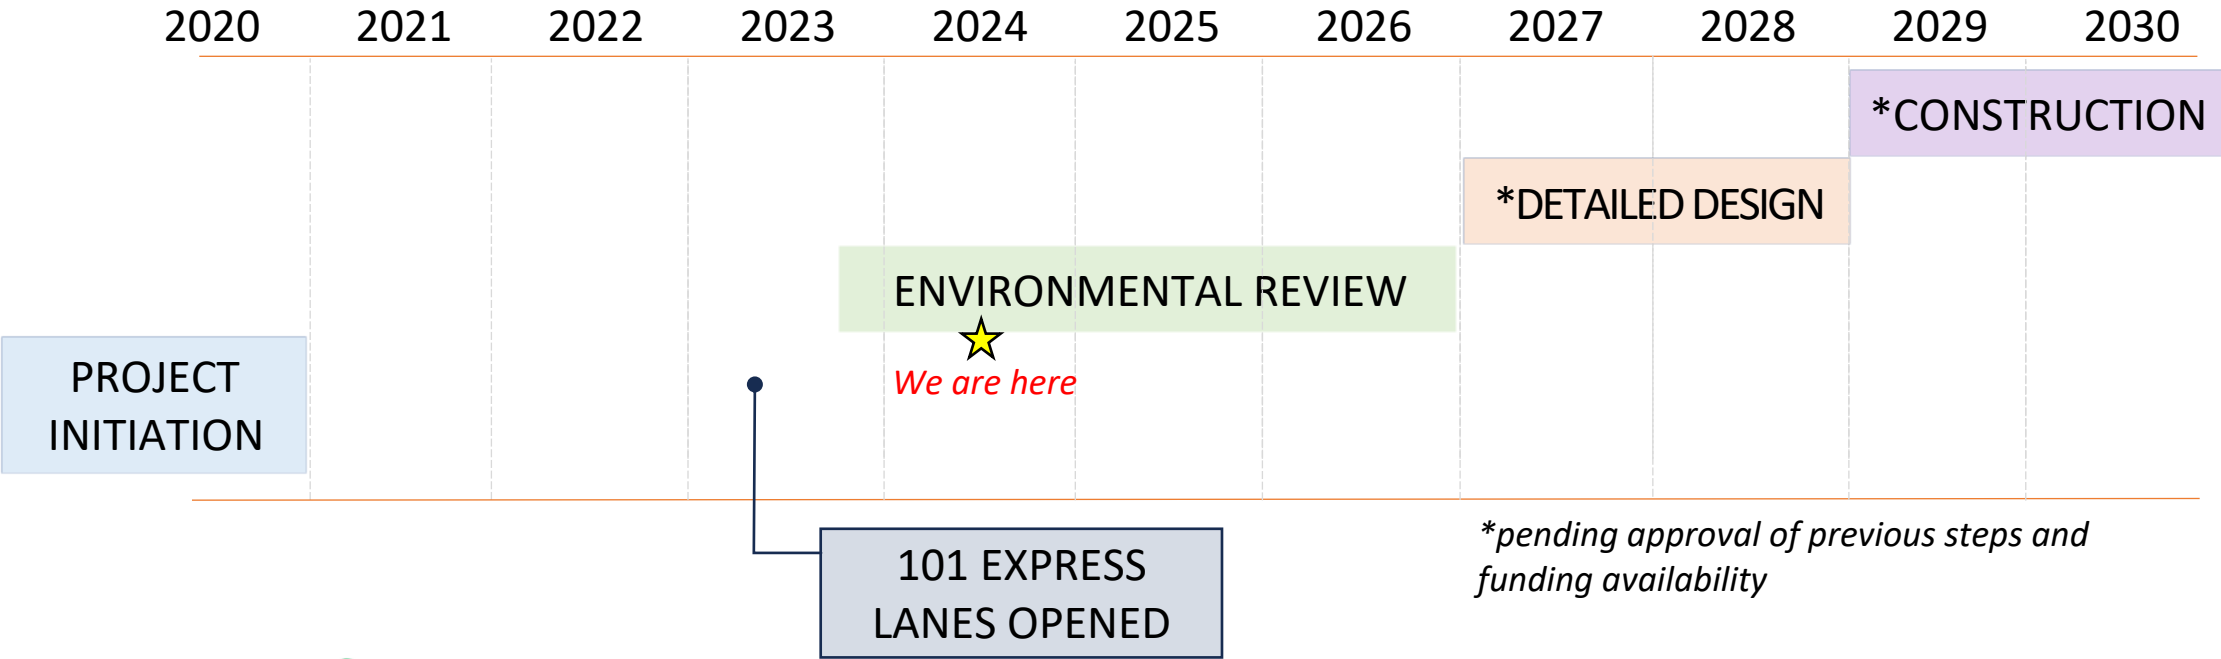 2020 2021 2022 2023 2024 2025 2026 2027 2028 2029 2030
*CONSTRUCTION
*DETAILED DESIGN
ENVIRONMENTAL REVIEW
We are here
PROJECT
INITIATION
101 EXPRESS
LANES OPENED
*pending approval of previous steps and
funding availability